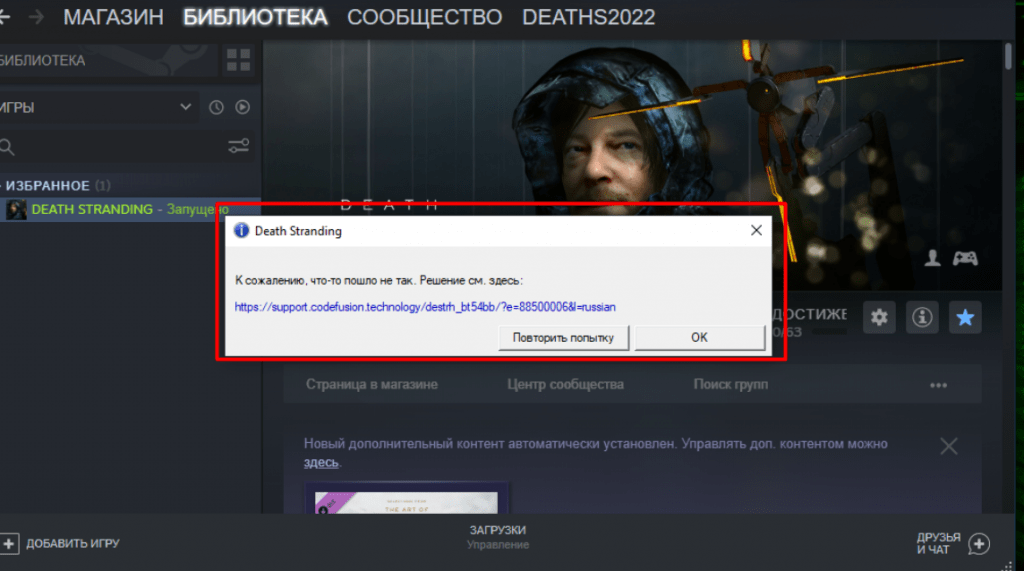 МАГАЗИН БИБЛИОТЕКА СООБЩЕСТВО DEATHS2022
БИБЛИОТЕКА
ИГРЫ
ИЗБРАННОЕ (1)
DEATH STRANDING - Запущено
DEATH
Death Stranding
К сожалению, что-то пошло не так. Решение см. здесь:
https://support.codefusion.technology/destrh_bt54bb/?e=88500006&l=russian
Повторить попытку OK
ДОСТИЖЕ
0/63
Страница в магазине Центр сообщества Поиск групп
Новый дополнительный контент автоматически установлен. Управлять доп. контентом можно
здесь.
THE ART OF
ДОБАВИТЬ ИГРУ
ЗАГРУЗКИ
Управление
ДРУЗЬЯ
И ЧАТ